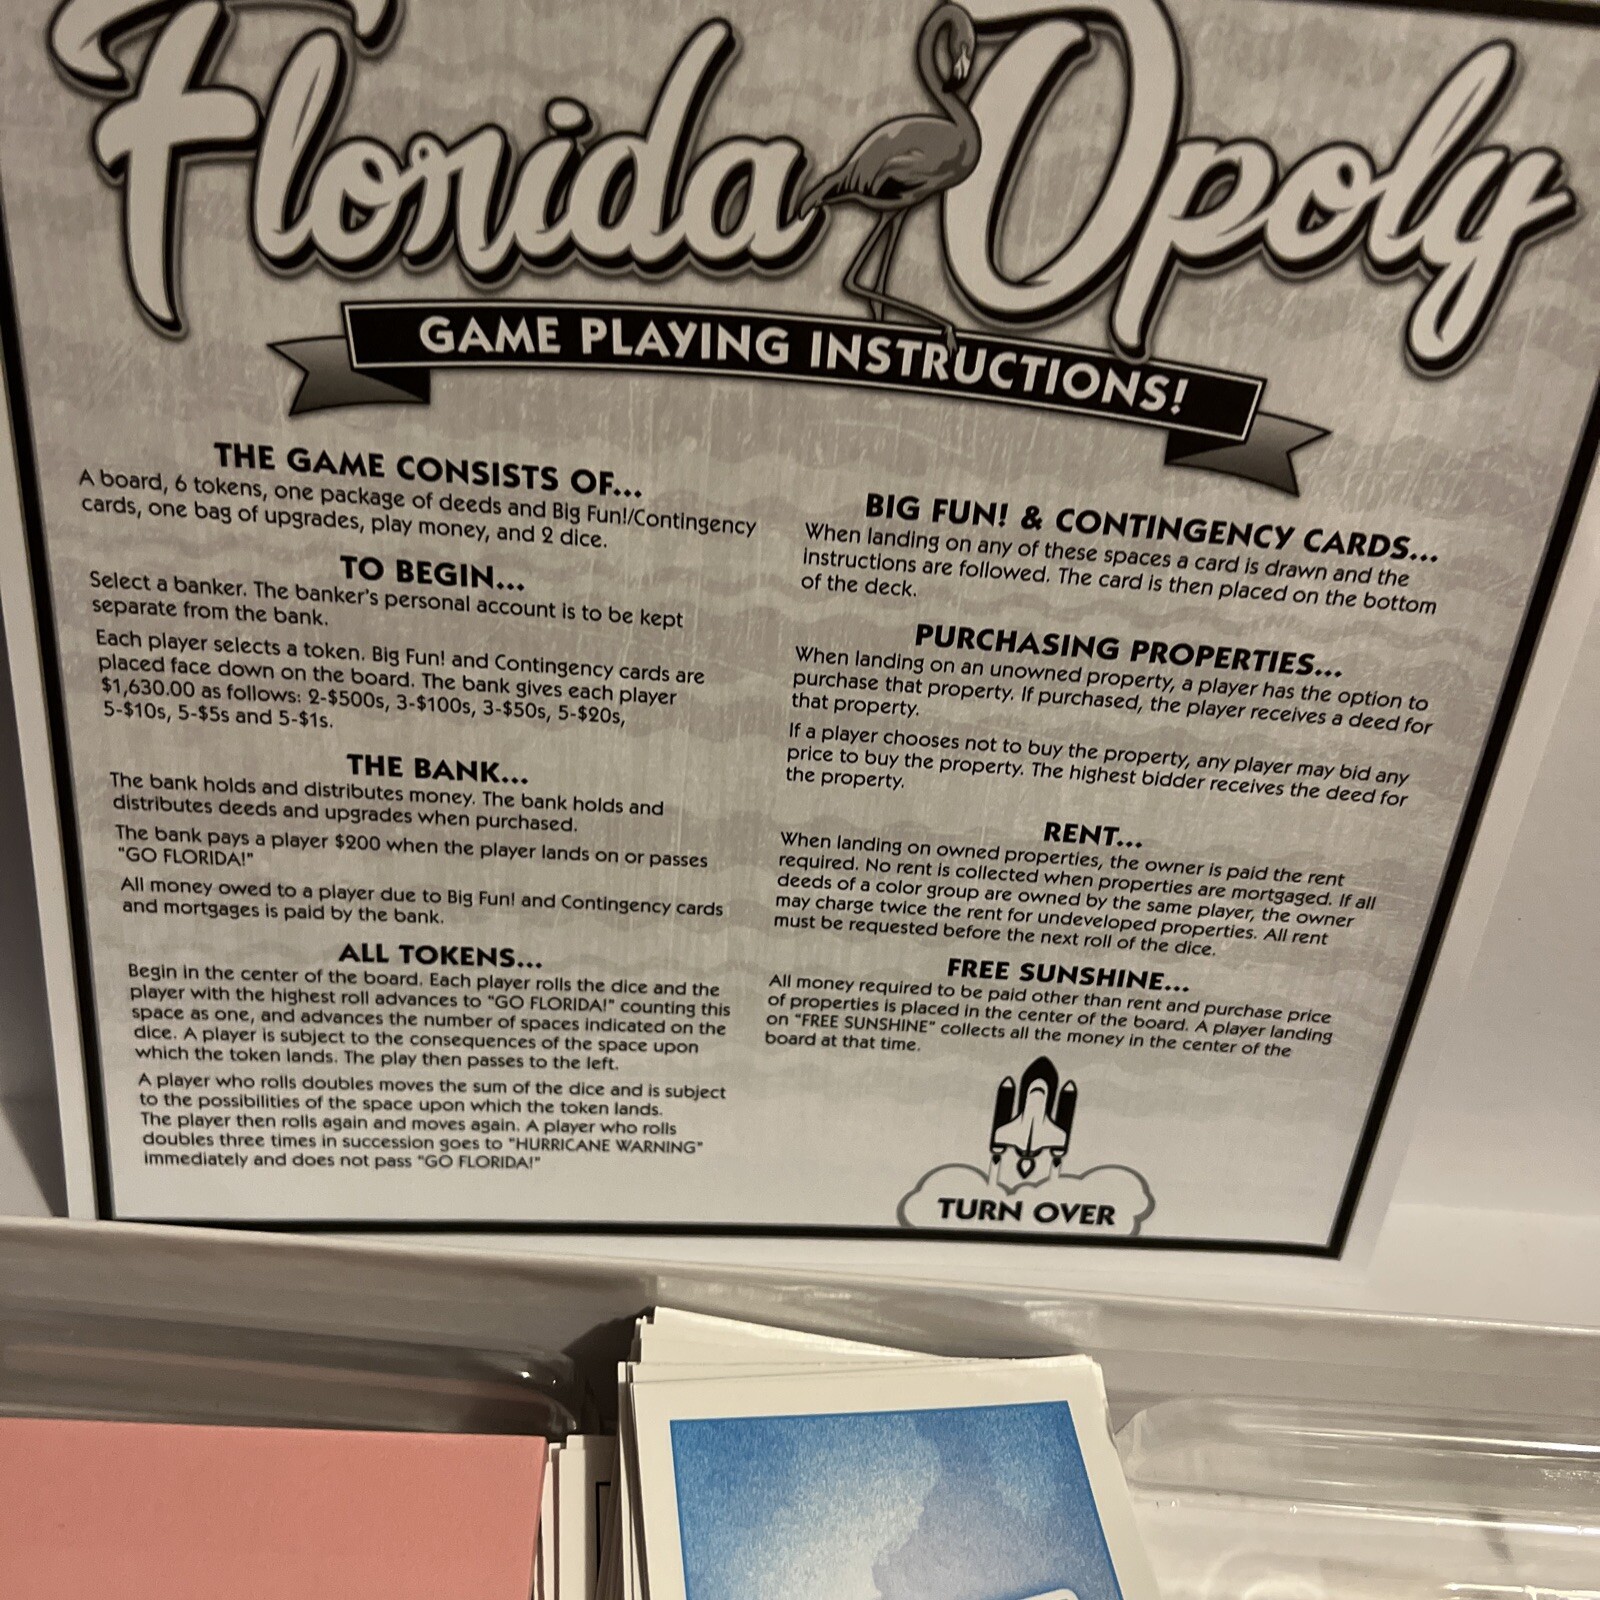 Florida Opoly
GAME PLAYING INSTRUCTIONS!
THE GAME CONSISTS OF...
A board, 6 tokens, one package of deeds and Big Fun!/Contingency
cards, one bag of upgrades, play money, and 2 dice.
TO BEGIN...
Select a banker. The banker's personal account is to be kept
separate from the bank.
Each player selects a token. Big Fun! and Contingency cards are
placed face down on the board. The bank gives each player
$1,630.00 as follows: 2-$500s, 3-$100s, 3-$50s, 5-$20s,
5-$10s, 5-$5s and 5-$1s.
THE BANK...
The bank holds and distributes money. The bank holds and
distributes deeds and upgrades when purchased.
The bank pays a player $200 when the player lands on or passes
"GO FLORIDA!"
All money owed to a player due to Big Fun! and Contingency cards
and mortgages is paid by the bank.
ALL TOKENS...
Begin in the center of the board. Each player rolls the dice and the
player with the highest roll advances to "GO FLORIDA!" counting this
space as one, and advances the number of spaces indicated on the
dice. A player is subject to the consequences of the space upon
which the token lands. The play then passes to the left.
A player who rolls doubles moves the sum of the dice and is subject
to the possibilities of the space upon which the token lands.
The player then rolls again and moves again. A player who rolls
doubles three times in succession goes to "HURRICANE WARNING"
immediately and does not pass "GO FLORIDA!"
BIG FUN! & CONTINGENCY CARDS...
When landing on any of these spaces a card is drawn and the
instructions are followed. The card is then placed on the bottom
of the deck.
PURCHASING PROPERTIES...
When landing on an unowned property, a player has the option to
purchase that property. If purchased, the player receives a deed for
that property.
If a player chooses not to buy the property, any player may bid any
price to buy the property. The highest bidder receives the deed for
the property.
RENT...
When landing on owned properties, the owner is paid the rent
required. No rent is collected when properties are mortgaged. If all
deeds of a color group are owned by the same player, the owner
may charge twice the rent for undeveloped properties. All rent
must be requested before the next roll of the dice.
FREE SUNSHINE...
All money required to be paid other than rent and purchase price
of properties is placed in the center of the board. A player landing
on "FREE SUNSHINE" collects all the money in the center of the
board at that time.
TURN OVER